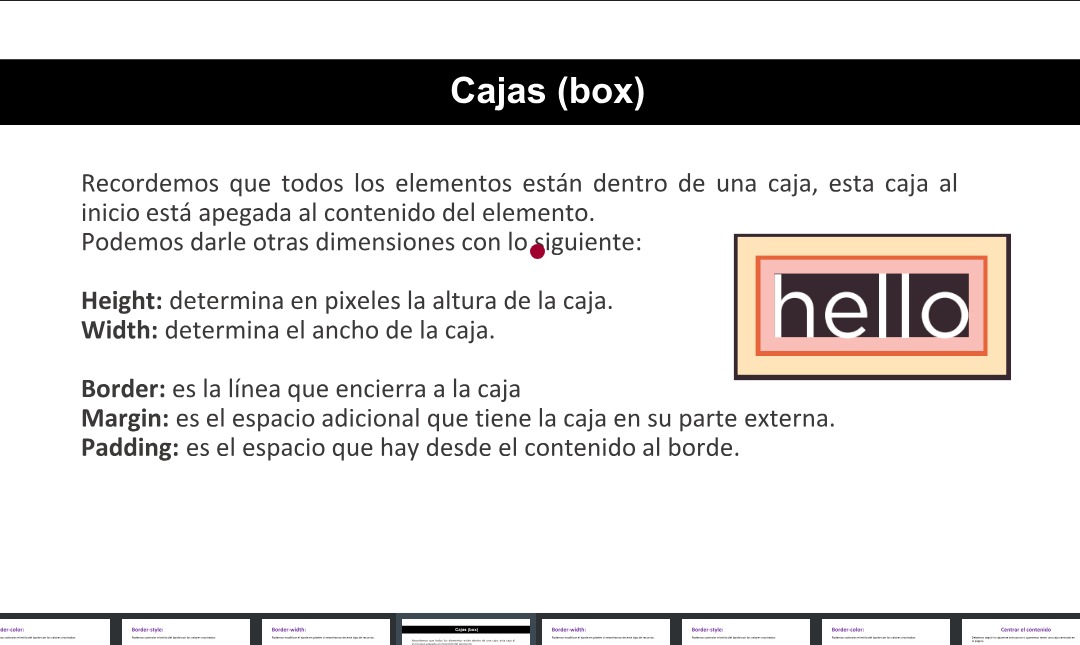 Cajas (box)
Recordemos que todos los elementos están dentro de una caja, esta caja al
inicio está apegada al contenido del elemento.
Podemos darle otras dimensiones con lo siguiente:
Height: determina en pixeles la altura de la caja.
Width: determina el ancho de la caja.
hello
Border: es la línea que encierra a la caja
Margin: es el espacio adicional que tiene la caja en su parte externa.
Padding: es el espacio que hay desde el contenido al borde.
der-color:
Border-style:
Border-width:
Cajas (box)
Border-width:
Border-style:
Border-color:
Centrar el contenido